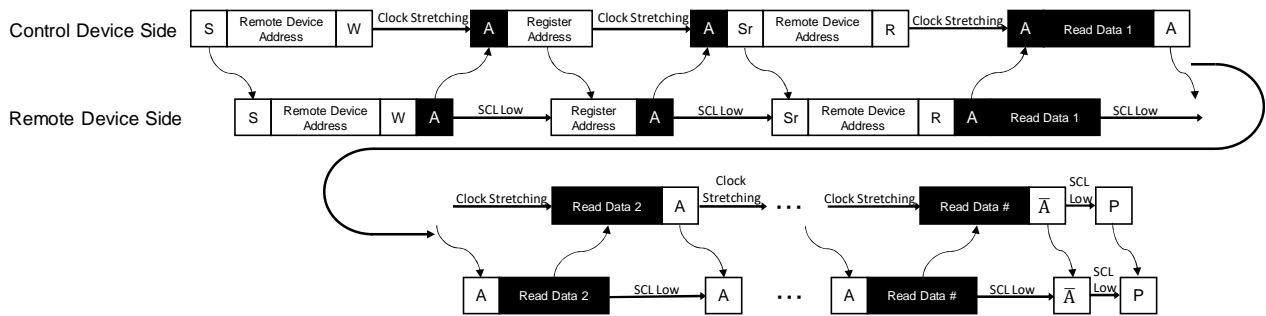 Control Device Side
S
Remote Device
Address
W
Clock Stretching
A
Register
Address
Clock Stretching
A
Sr
Remote Device
Address
R
Clock Stretching
A
Read Data 1
A
Remote Device Side
S
Remote Device
Address
W
A
SCL Low
Register
Address
A
SCL Low
Sr
Remote Device
Address
R
A
Read Data 1
SCL Low
Clock Stretching
Read Data 2
A
Clock
Stretching
...
Clock Stretching
Read Data #
A̅
SCL
Low
P
A
Read Data 2
SCL Low
A
...
A
Read Data #
SCL Low
A̅
SCL
Low
P